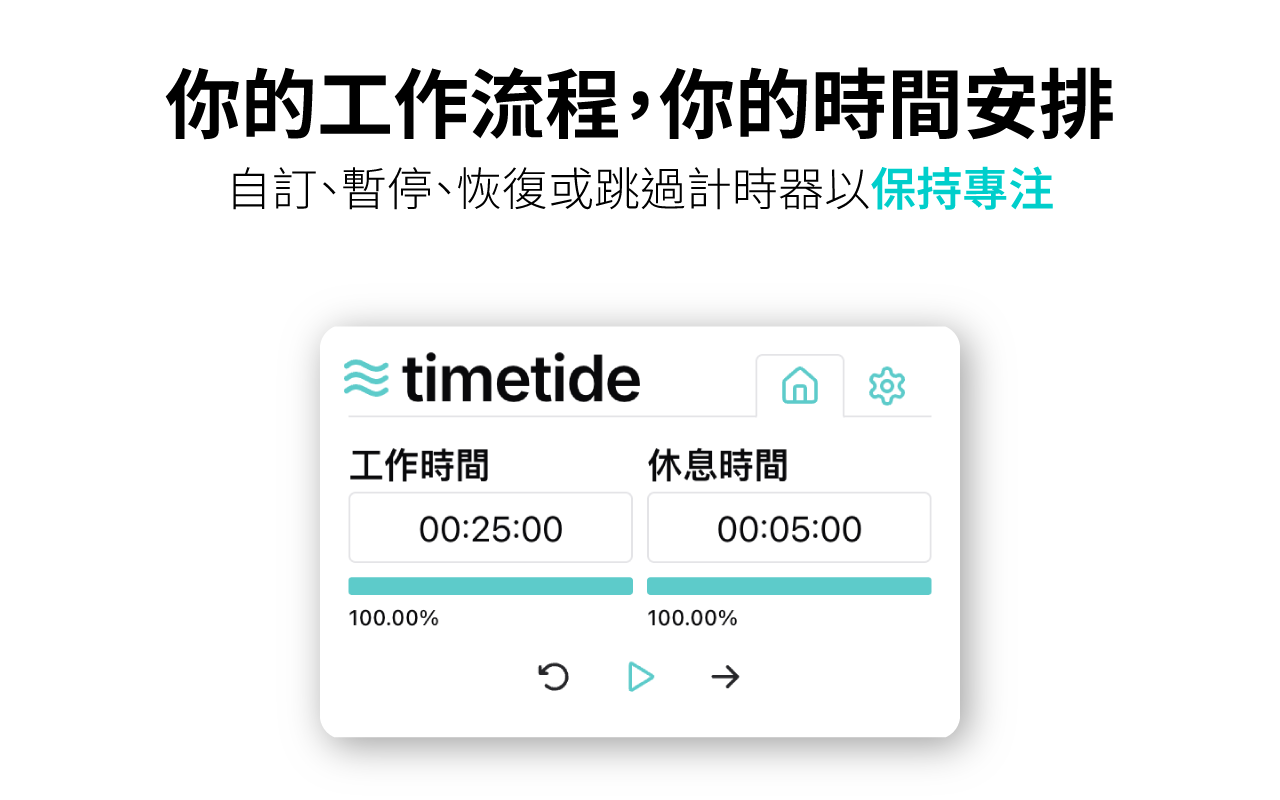 你的工作流程，你的時間安排
自訂、暫停、恢復或跳過計時器以保持專注
timetide
工作時間 休息時間
00:25:00 00:05:00
100.00% 100.00%